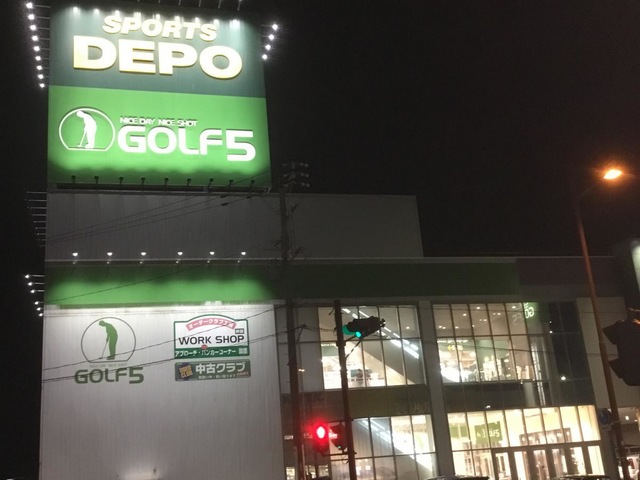 SPORTS
DEPO
NICE DAY NICE SHOT
GOLF5
GOLF5
WORK SHOP
アプローチ・バンカーコーナー
中古クラブ